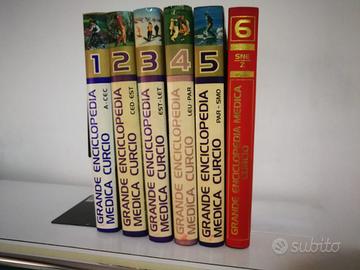 1
A-CEC
GRANDE ENCICLOPEDIA
MEDICA CURCIO
2
CED-EST
GRANDE ENCICLOPEDIA
MEDICA CURCIO
3
EST-LET
GRANDE ENCICLOPEDIA
MEDICA CURCIO
4
LEU-PAR
GRANDE ENCICLOPEDIA
MEDICA CURCIO
5
PAR-SMO
GRANDE ENCICLOPEDIA
MEDICA CURCIO
6
SNE
Z
GRANDE ENCICLOPEDIA MEDICA
CURCIO
subito